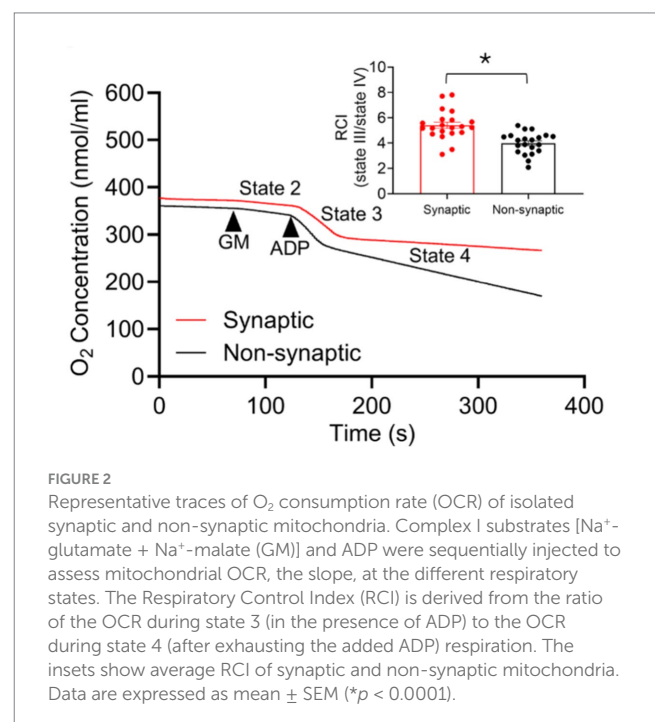 *
10
8
6
4
2
0
RCI
(state III/state IV)
Synaptic Non-synaptic
600
500
400
300
200
100
0
O₂ Concentration (nmol/ml)
State 2
State 3
GM
ADP
State 4
Synaptic
Non-synaptic
0 100 200 300 400
Time (s)
FIGURE 2
Representative traces of O₂ consumption rate (OCR) of isolated
synaptic and non-synaptic mitochondria. Complex I substrates [Na⁺-
glutamate + Na⁺-malate (GM)] and ADP were sequentially injected to
assess mitochondrial OCR, the slope, at the different respiratory
states. The Respiratory Control Index (RCI) is derived from the ratio
of the OCR during state 3 (in the presence of ADP) to the OCR
during state 4 (after exhausting the added ADP) respiration. The
insets show average RCI of synaptic and non-synaptic mitochondria.
Data are expressed as mean ± SEM (*p < 0.0001).